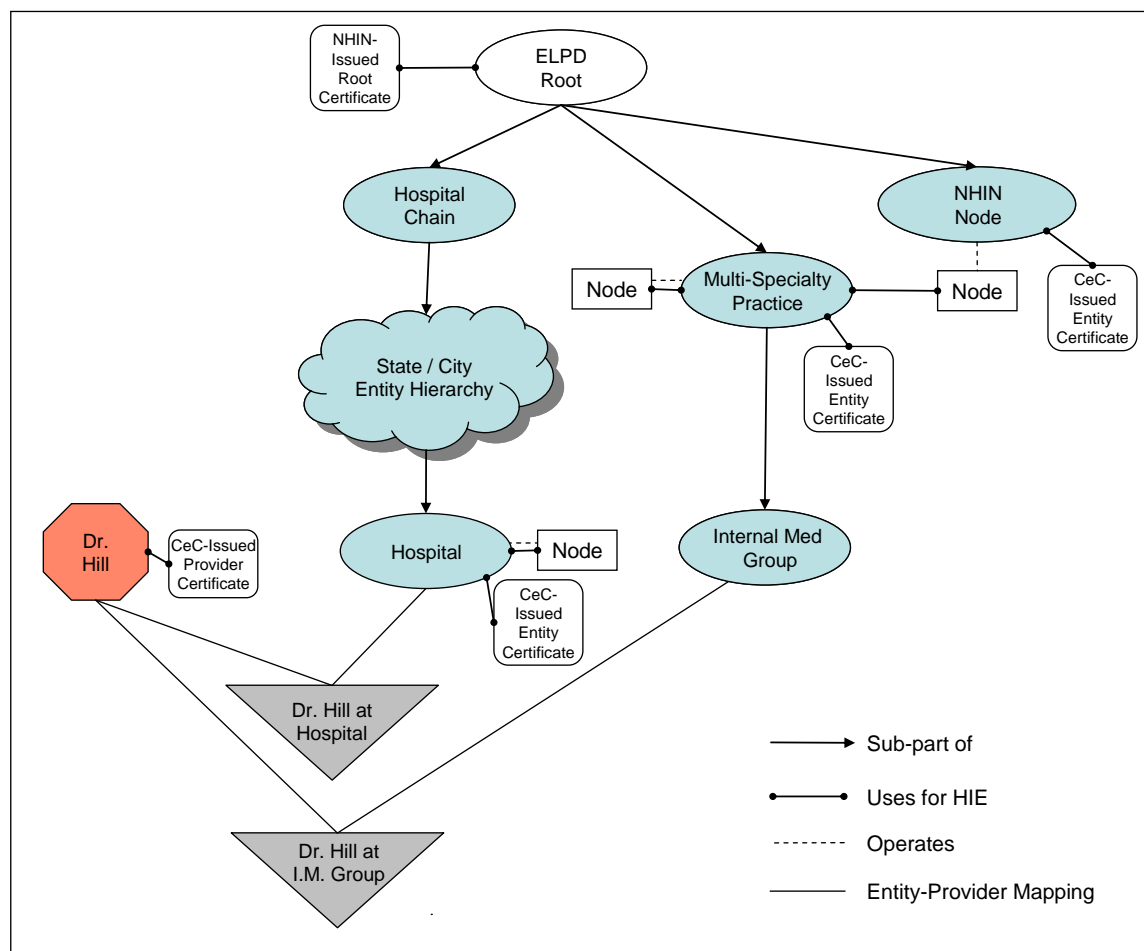 NHIN-
Issued
Root
Certificate
ELPD
Root
Hospital
Chain
NHIN
Node
Node
Multi-Specialty
Practice
Node
CeC-
Issued
Entity
Certificate
State / City
Entity Hierarchy
CeC-
Issued
Entity
Certificate
Dr.
Hill
CeC-Issued
Provider
Certificate
Hospital
Node
Internal Med
Group
CeC-
Issued
Entity
Certificate
Dr. Hill at
Hospital
Dr. Hill at
I.M. Group
Sub-part of
Uses for HIE
Operates
Entity-Provider Mapping